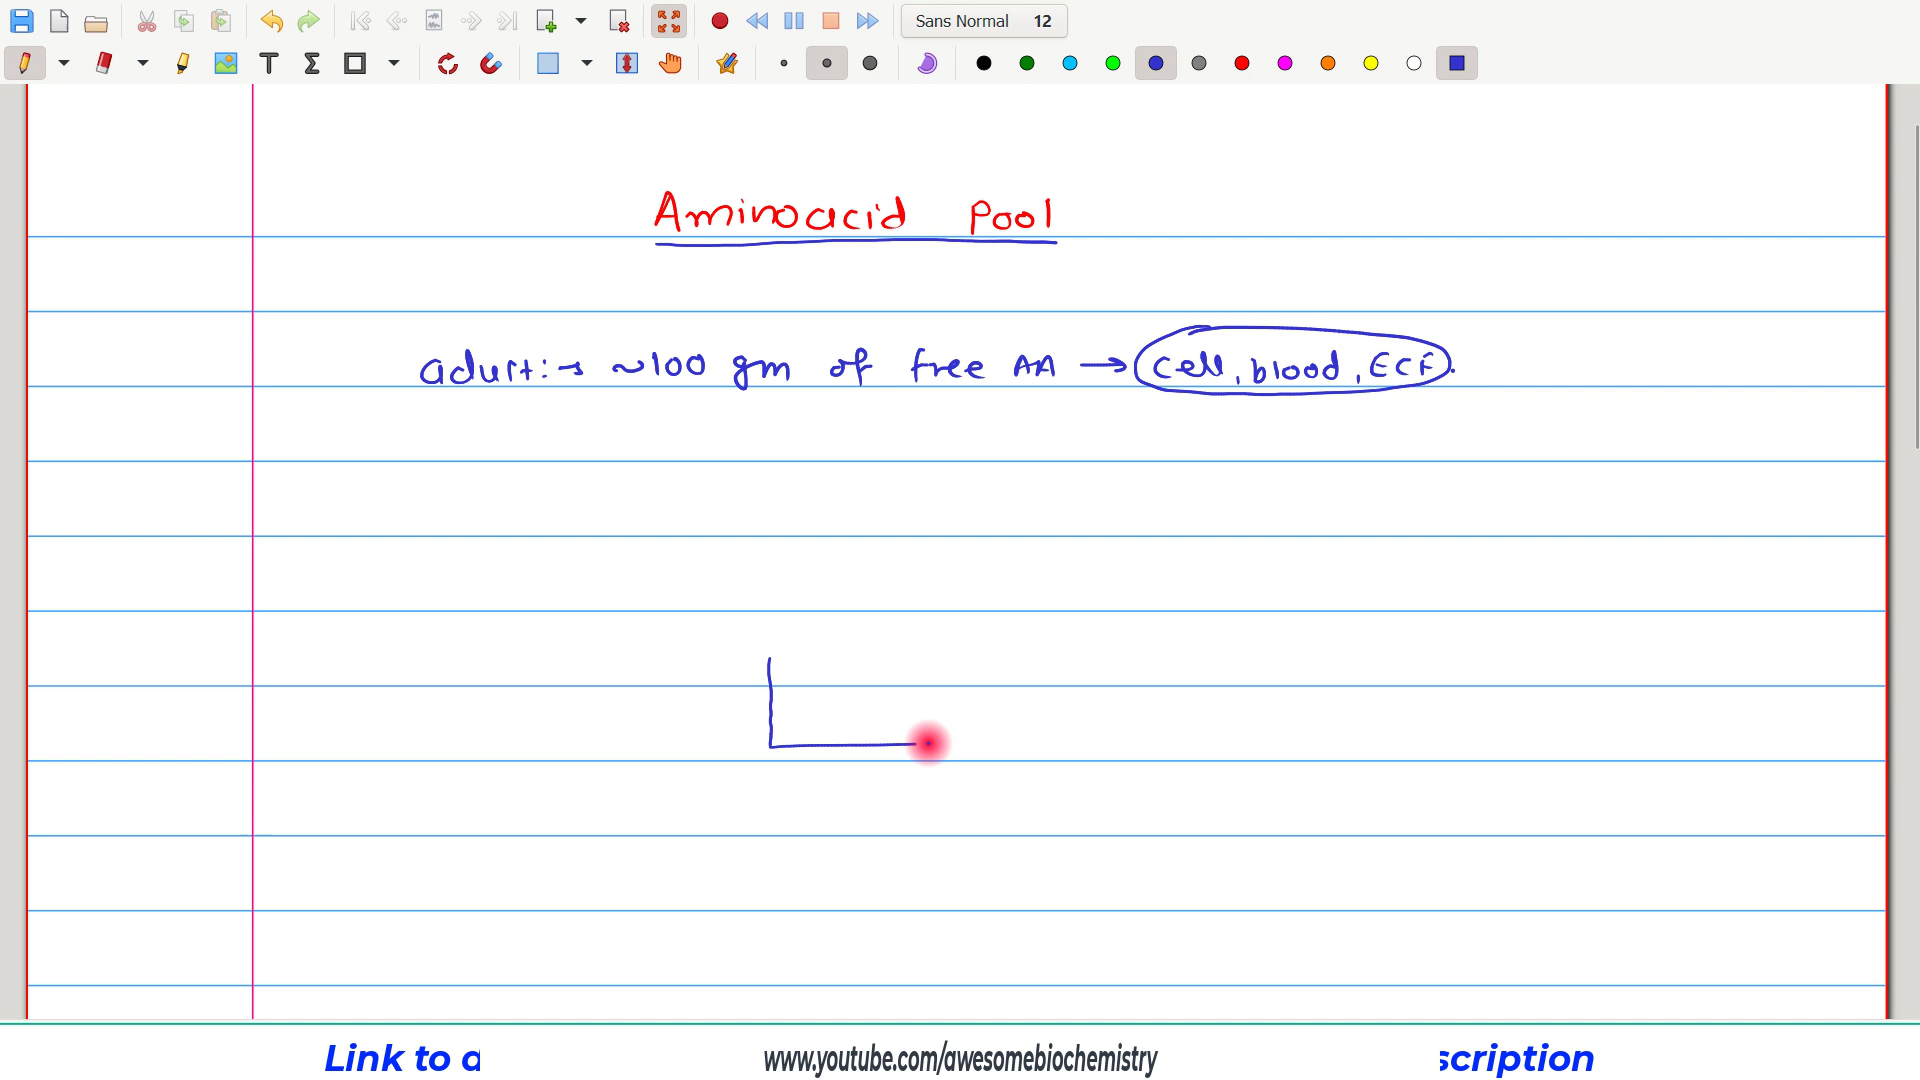 Sans Normal 12
Aminoacid Pool
adult:→ ~100 gm of free AA → cell, blood, ECF.
Link to www.youtube.com/awesomebiochemistry scription